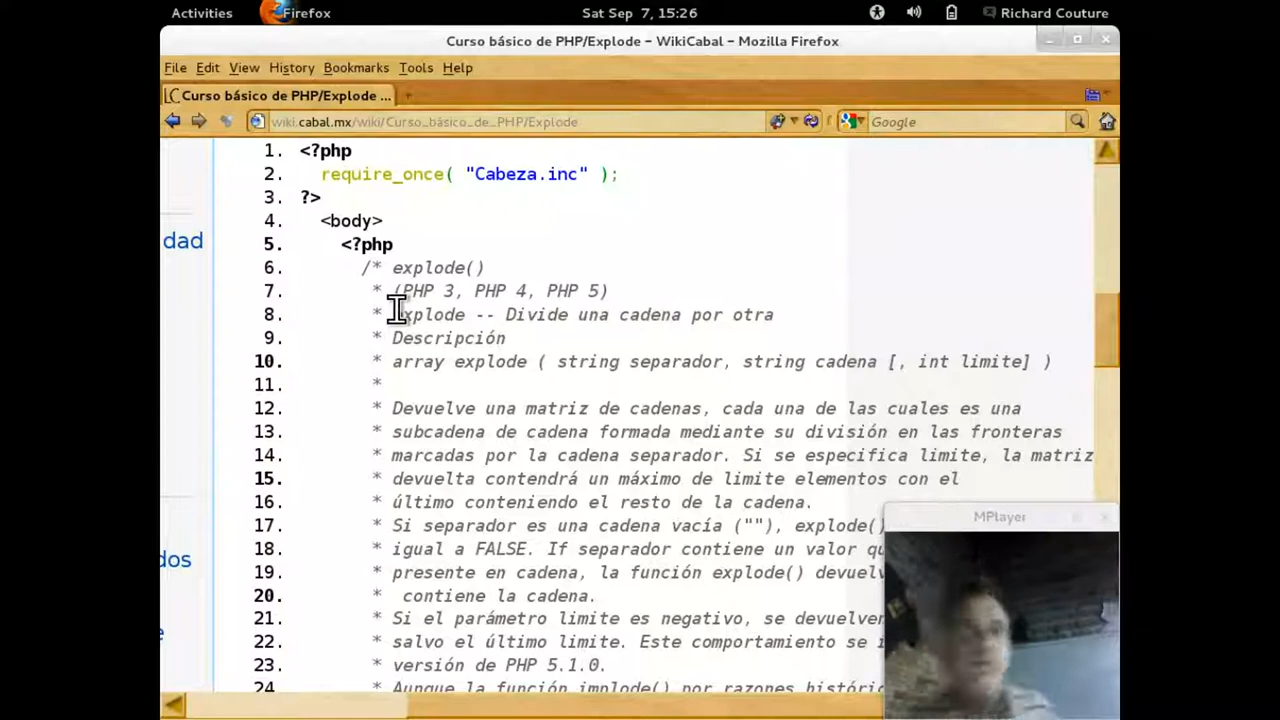 Activities Firefox Sat Sep 7, 15:26 Richard Couture
Curso básico de PHP/Explode – WikiCabal – Mozilla Firefox
File Edit View History Bookmarks Tools Help
Curso básico de PHP/Explode ...
wiki.cabal.mx/wiki/Curso_básico_de_PHP/Explode Google
1. <?php
2. require_once( "Cabeza.inc" );
3. ?>
4. <body>
dad
5. <?php
6. /* explode()
7. * (PHP 3, PHP 4, PHP 5)
8. * explode -- Divide una cadena por otra
9. * Descripción
10. * array explode ( string separador, string cadena [, int limite] )
11. *
12. * Devuelve una matriz de cadenas, cada una de las cuales es una
13. * subcadena de cadena formada mediante su división en las fronteras
14. * marcadas por la cadena separador. Si se especifica limite, la matriz
15. * devuelta contendrá un máximo de limite elementos con el
16. * último conteniendo el resto de la cadena.
MPlayer
17. * Si separador es una cadena vacía (""), explode()
18. * igual a FALSE. If separador contiene un valor qu
dos
19. * presente en cadena, la función explode() devuelv
20. * contiene la cadena.
21. * Si el parámetro limite es negativo, se devuelven
22. * salvo el último limite. Este comportamiento se i
23. * versión de PHP 5.1.0.
24 * Aunque la función implode() por razones históric